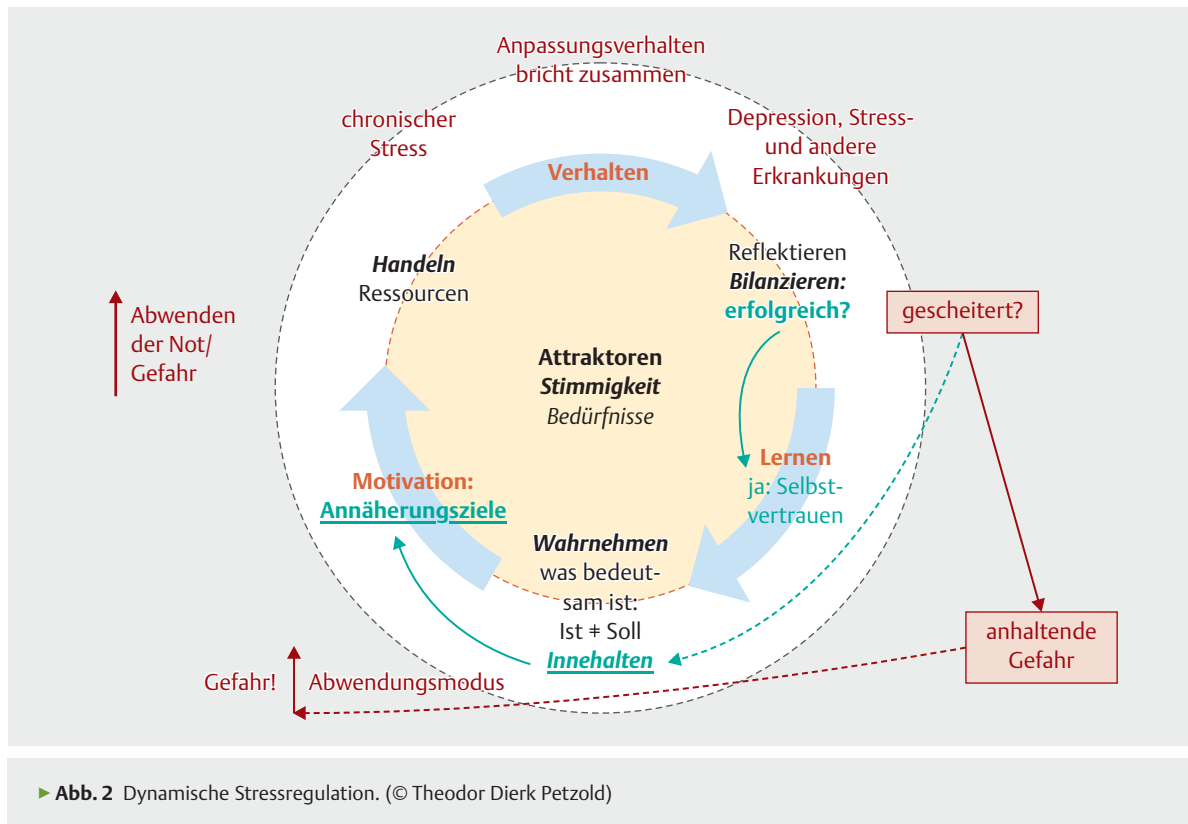 Anpassungsverhalten
bricht zusammen
chronischer
Stress
Depression, Stress-
und andere
Erkrankungen
Verhalten
Handeln
Ressourcen
Reflektieren
Bilanzieren:
erfolgreich?
gescheitert?
Abwenden
der Not/
Gefahr
Attraktoren
Stimmigkeit
Bedürfnisse
Lernen
ja: Selbst-
vertrauen
Motivation:
Annäherungsziele
Wahrnehmen
was bedeut-
sam ist:
Ist ≠ Soll
Innehalten
anhaltende
Gefahr
Gefahr!
Abwendungsmodus
► Abb. 2 Dynamische Stressregulation. (© Theodor Dierk Petzold)